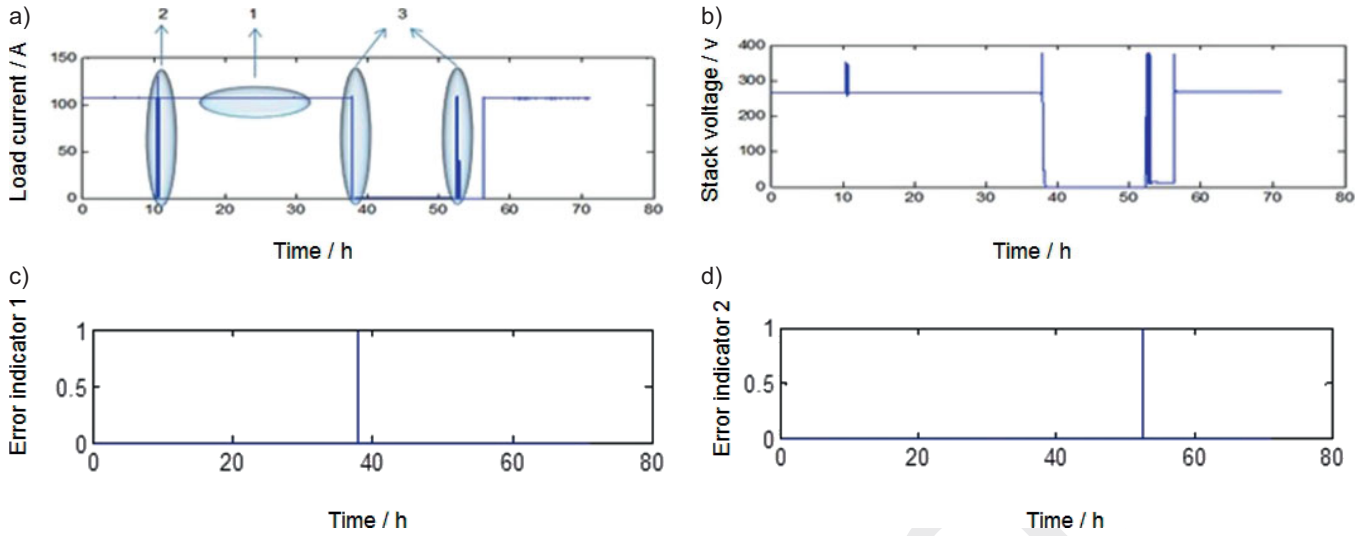 a)
2 1 3
Load current / A
150
100
50
0
0 10 20 30 40 50 60 70 80
Time / h
b)
Stack voltage / v
400
300
200
100
0
0 10 20 30 40 50 60 70 80
Time / h
c)
Error indicator 1
1
0.5
0
0 20 40 60 80
Time / h
d)
Error indicator 2
1
0.5
0
0 20 40 60 80
Time / h